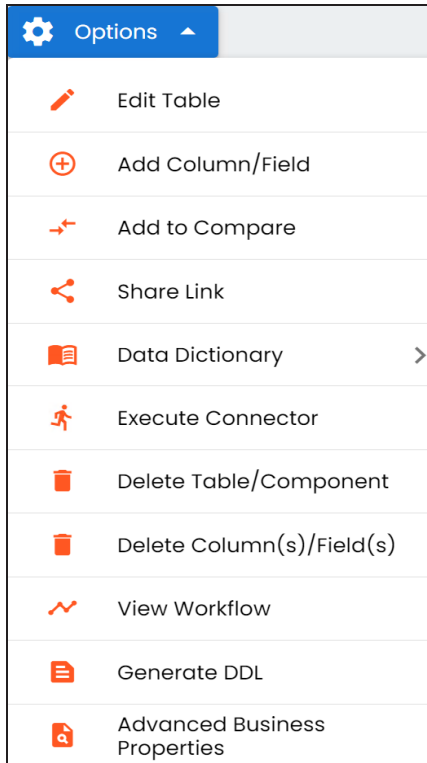 Options
Edit Table
Add Column/Field
Add to Compare
Share Link
Data Dictionary
Execute Connector
Delete Table/Component
Delete Column(s)/Field(s)
View Workflow
Generate DDL
Advanced Business
Properties